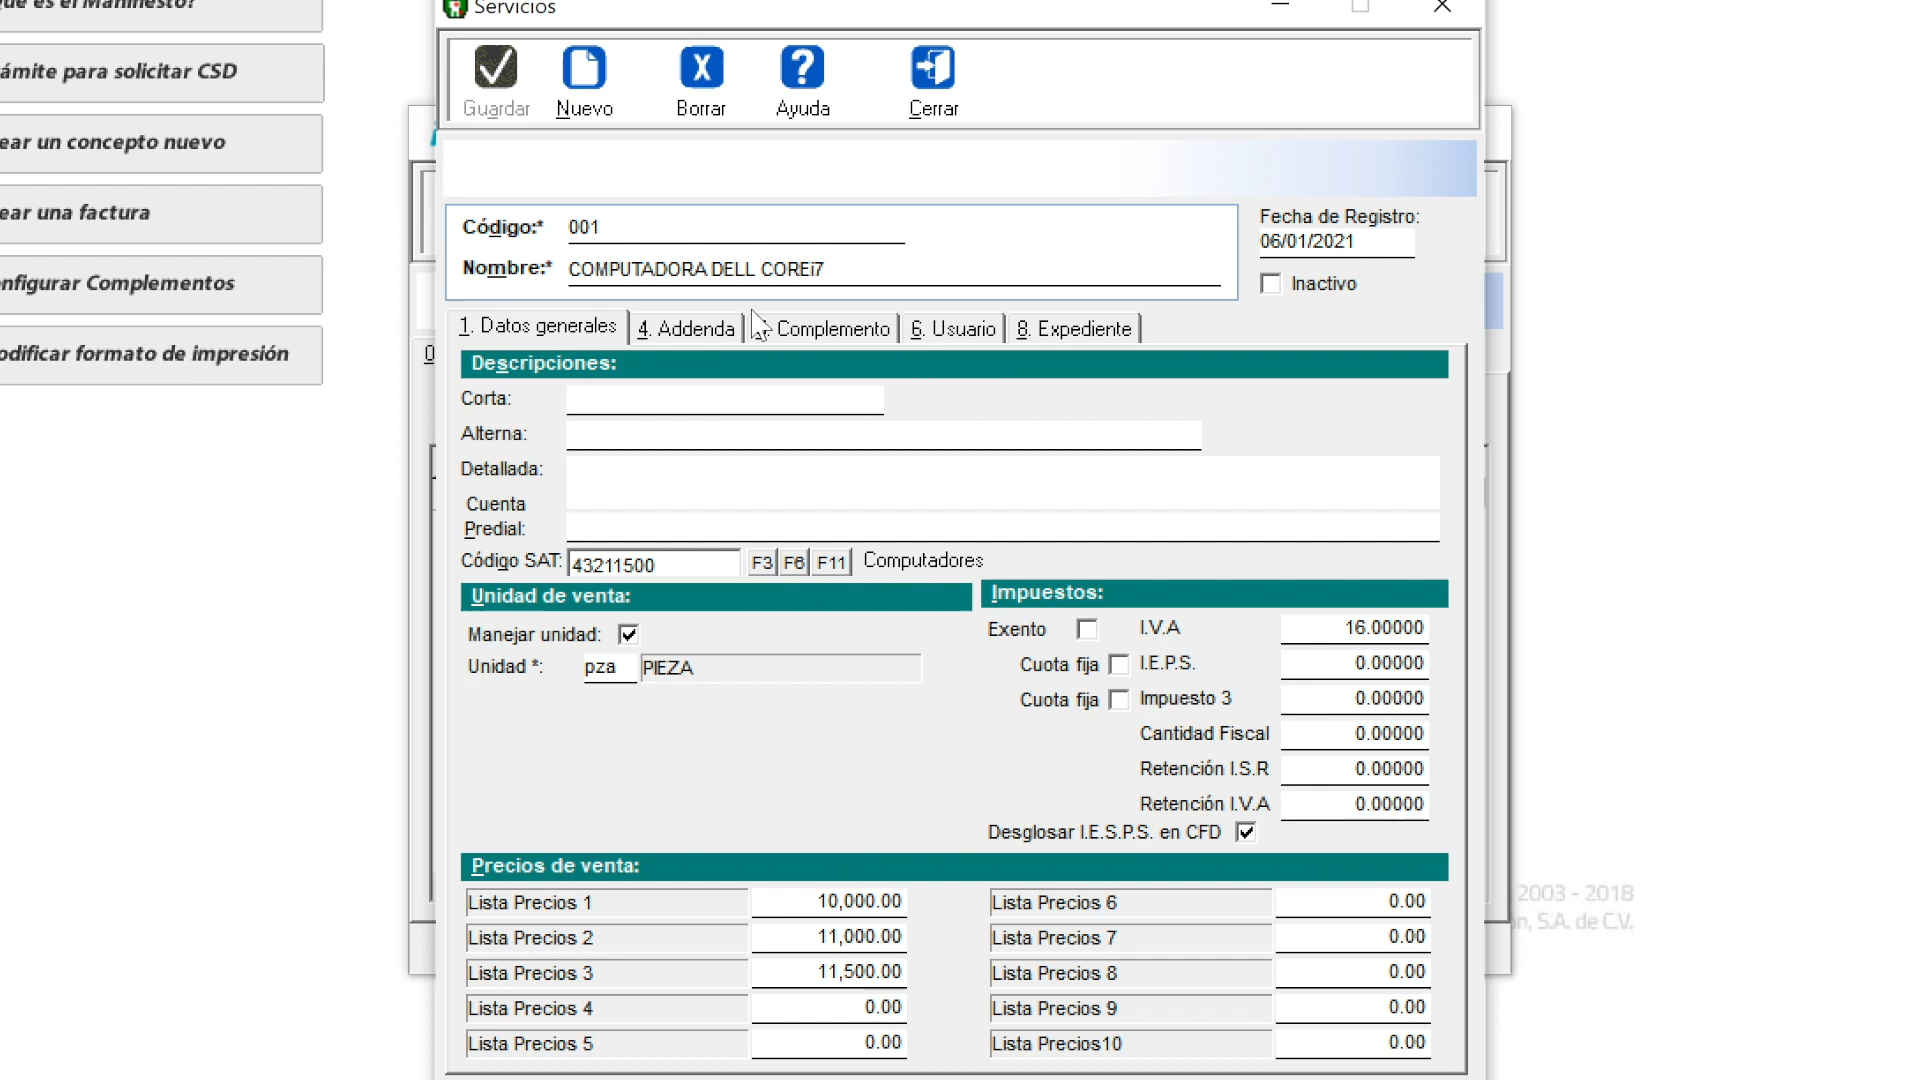 Servicios
ámite para solicitar CSD
ear un concepto nuevo
ear una factura
nfigurar Complementos
odificar formato de impresión
Guardar Nuevo Borrar Ayuda Cerrar
Código:* 001
Nombre:* COMPUTADORA DELL COREi7
Fecha de Registro:
06/01/2021
Inactivo
1. Datos generales 4. Addenda Complemento 6. Usuario 8. Expediente
Descripciones:
Corta:
Alterna:
Detallada:
Cuenta
Predial:
Código SAT: 43211500 F3 F6 F11 Computadores
Unidad de venta:
Manejar unidad:
Unidad *: pza PIEZA
Impuestos:
Exento I.V.A 16.00000
Cuota fija I.E.P.S. 0.00000
Cuota fija Impuesto 3 0.00000
Cantidad Fiscal 0.00000
Retención I.S.R 0.00000
Retención I.V.A 0.00000
Desglosar I.E.S.P.S. en CFD
Precios de venta:
Lista Precios 1 10,000.00 Lista Precios 6 0.00
Lista Precios 2 11,000.00 Lista Precios 7 0.00
Lista Precios 3 11,500.00 Lista Precios 8 0.00
Lista Precios 4 0.00 Lista Precios 9 0.00
Lista Precios 5 0.00 Lista Precios10 0.00
2003 - 2018
ón, S.A. de C.V.